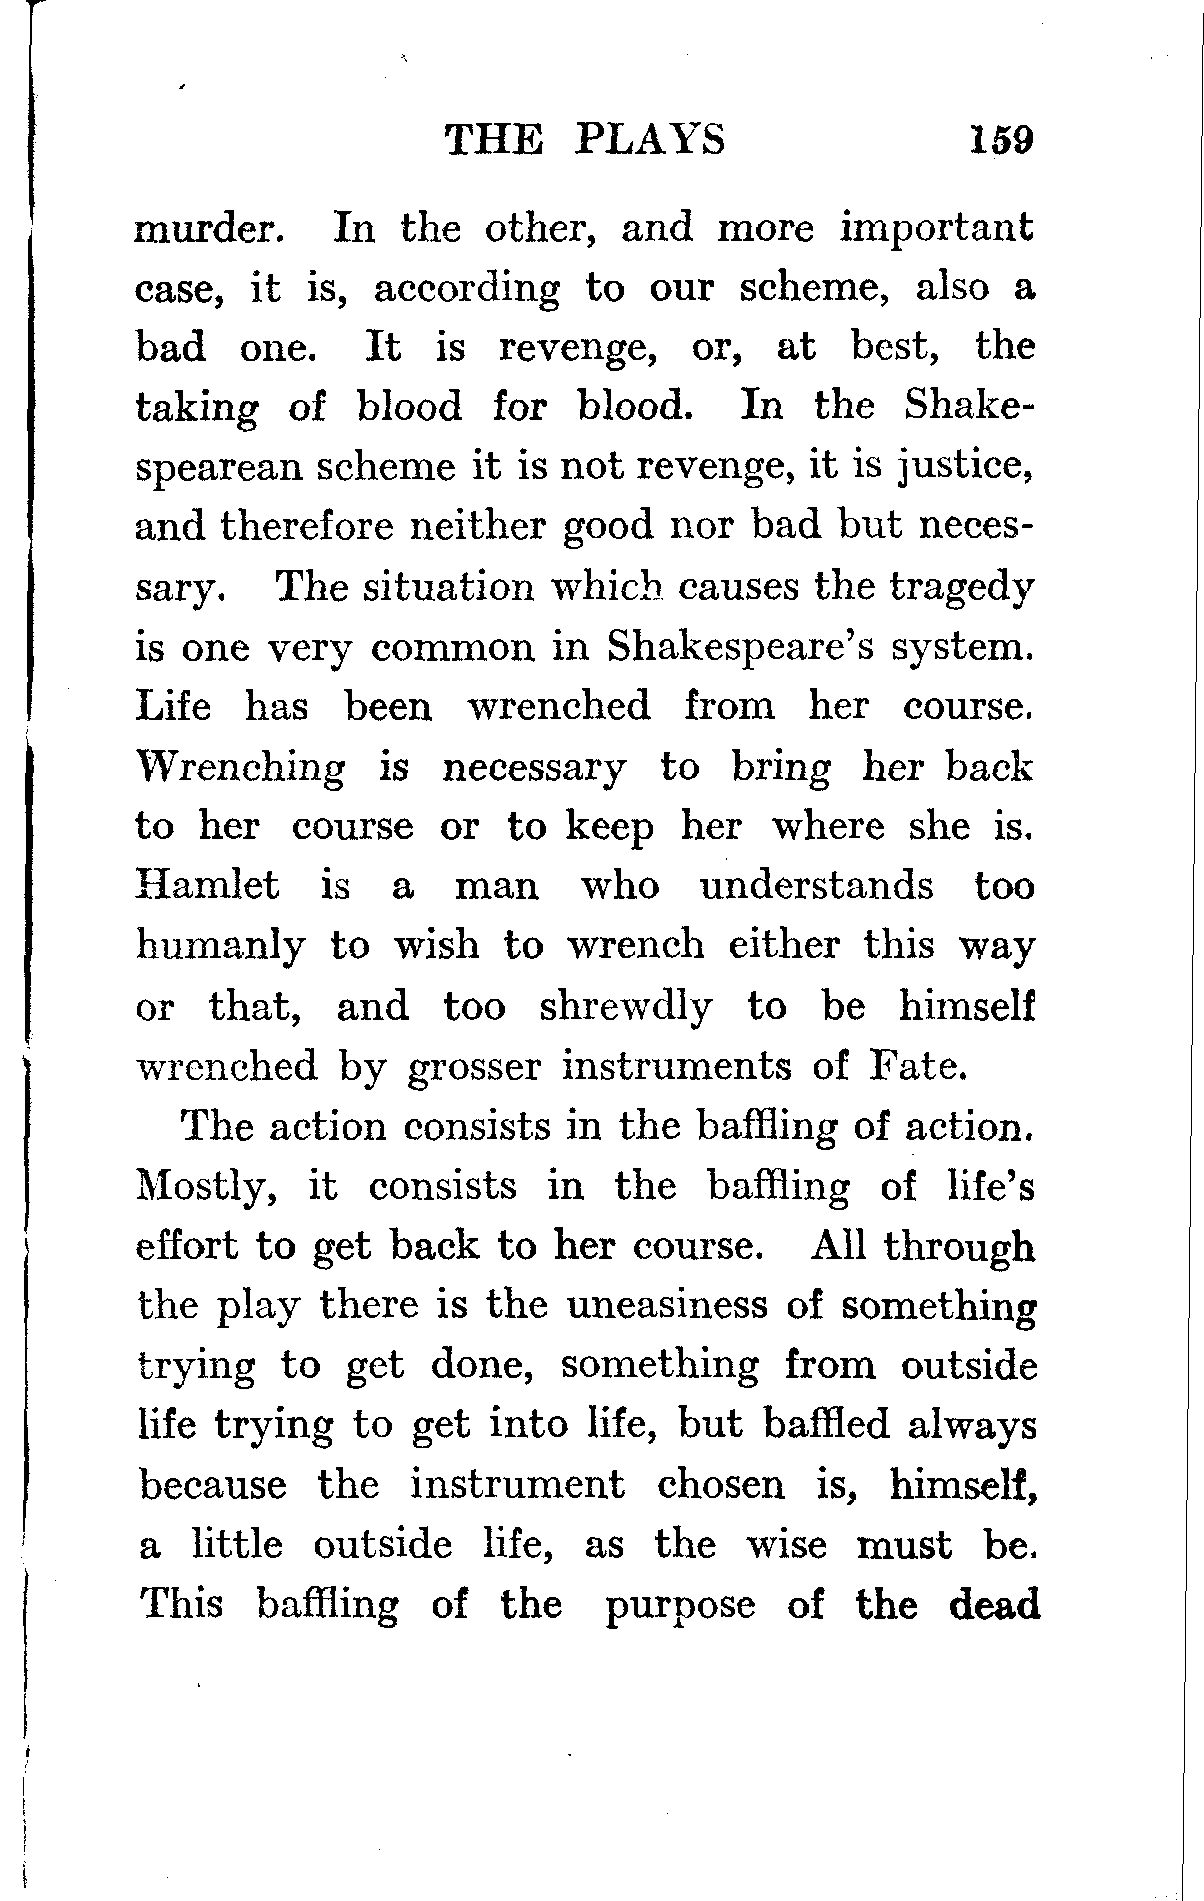 THE PLAYS 159
murder. In the other, and more important
case, it is, according to our scheme, also a
bad one. It is revenge, or, at best, the
taking of blood for blood. In the Shake-
spearean scheme it is not revenge, it is justice,
and therefore neither good nor bad but neces-
sary. The situation which causes the tragedy
is one very common in Shakespeare's system.
Life has been wrenched from her course.
Wrenching is necessary to bring her back
to her course or to keep her where she is.
Hamlet is a man who understands too
humanly to wish to wrench either this way
or that, and too shrewdly to be himself
wrenched by grosser instruments of Fate.
The action consists in the baffling of action.
Mostly, it consists in the baffling of life's
effort to get back to her course. All through
the play there is the uneasiness of something
trying to get done, something from outside
life trying to get into life, but baffled always
because the instrument chosen is, himself,
a little outside life, as the wise must be.
This baffling of the purpose of the dead